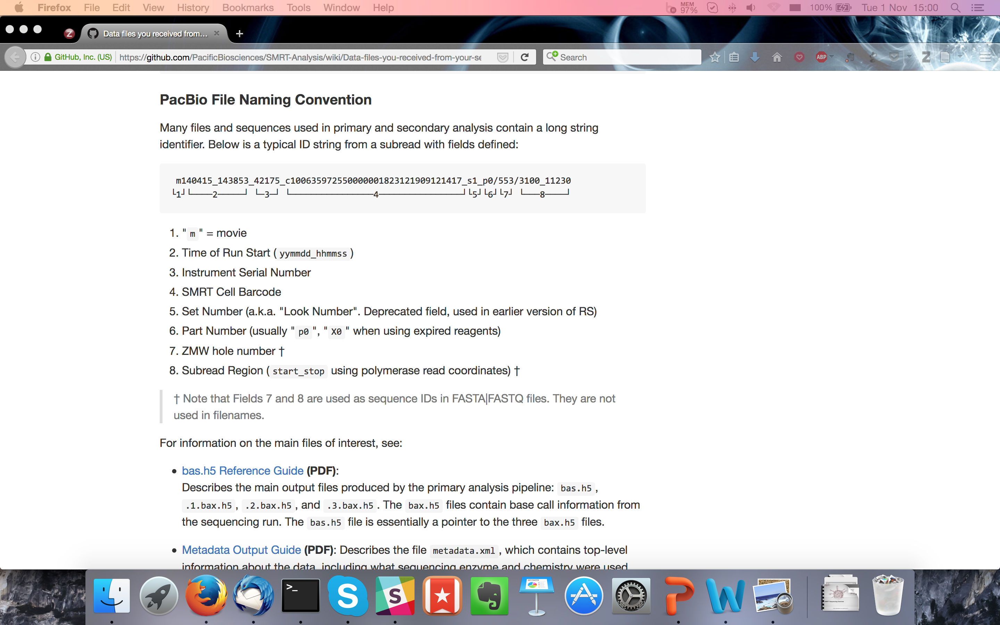 Firefox File Edit View History Bookmarks Tools Window Help MEM 97% 100% Tue 1 Nov 15:00
Z Data files you received from... × +
GitHub, Inc. (US) https://github.com/PacificBiosciences/SMRT-Analysis/wiki/Data-files-you-received-from-your-se Search ABP Z
PacBio File Naming Convention
Many files and sequences used in primary and secondary analysis contain a long string
identifier. Below is a typical ID string from a subread with fields defined:
m140415_143853_42175_c100635972550000001823121909121417_s1_p0/553/3100_11230
└1┘└────2─────┘ └─3─┘ └────────────────4────────────────┘└5┘└6┘└7┘ └───8────┘
1. "m" = movie
2. Time of Run Start (yymmdd_hhmmss)
3. Instrument Serial Number
4. SMRT Cell Barcode
5. Set Number (a.k.a. "Look Number". Deprecated field, used in earlier version of RS)
6. Part Number (usually "p0", "X0" when using expired reagents)
7. ZMW hole number †
8. Subread Region (start_stop using polymerase read coordinates) †
† Note that Fields 7 and 8 are used as sequence IDs in FASTA|FASTQ files. They are not
used in filenames.
For information on the main files of interest, see:
• bas.h5 Reference Guide (PDF):
Describes the main output files produced by the primary analysis pipeline: bas.h5,
.1.bax.h5, .2.bax.h5, and .3.bax.h5. The bax.h5 files contain base call information from
the sequencing run. The bas.h5 file is essentially a pointer to the three bax.h5 files.
• Metadata Output Guide (PDF): Describes the file metadata.xml, which contains top-level
information about the data, including what sequencing enzyme and chemistry were used
>_ S S KEYNOTE P W